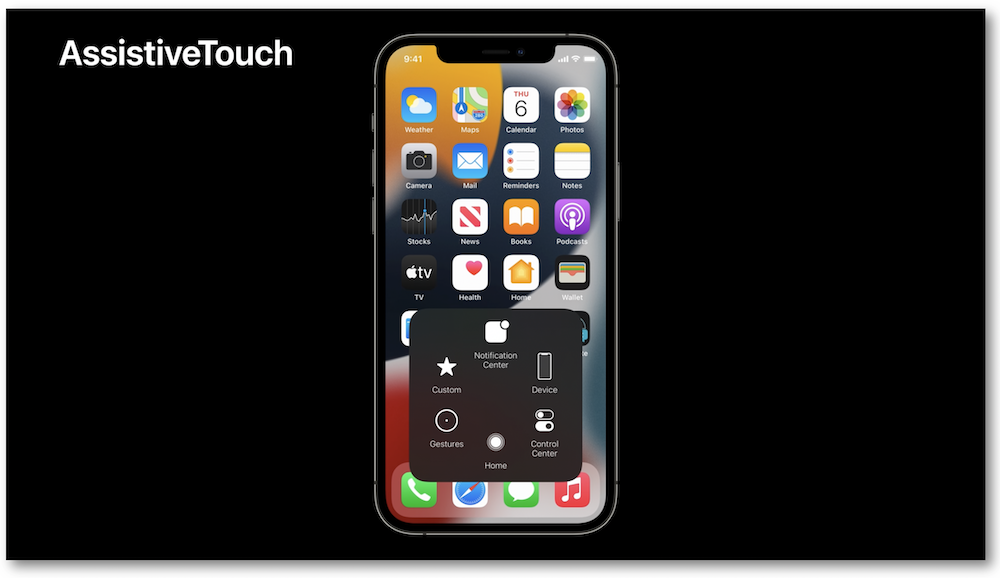 AssistiveTouch
9:41
Weather Maps THU 6 Calendar Photos
Camera Mail Reminders Notes
Stocks News Books Podcasts
tv
TV Health Home Wallet
Notification
Center
Custom Device
Gestures Control
Center
Home